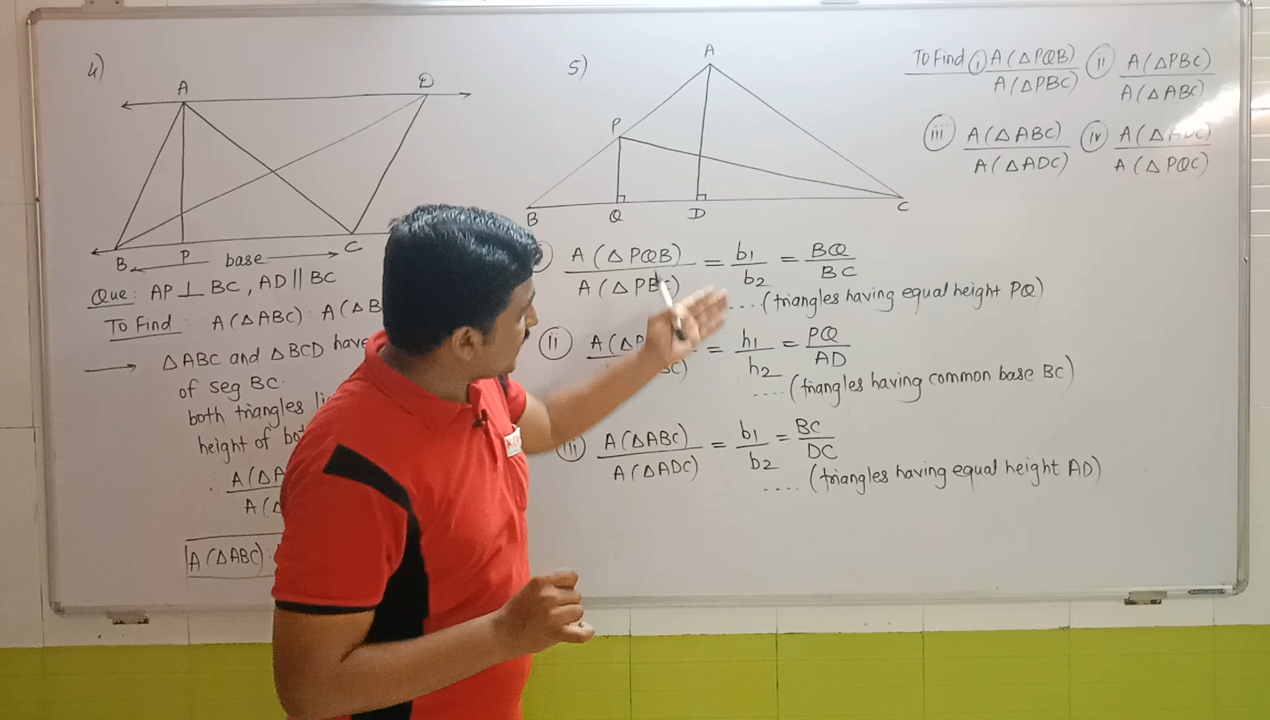 4)
A
D
B
P
base
C
Que: AP ⊥ BC, AD || BC
To Find: A(△ABC) : A(△B
→ △ABC and △BCD have
of seg BC.
both triangles
height of
∴ A(△A
A(△
A(△ABC) :
5)
A
P
B
Q
D
C
To Find (i) A(△PQB) / A(△PBC) (ii) A(△PBC) / A(△ABC)
(iii) A(△ABC) / A(△ADC) (iv) A(△ADC) / A(△PQC)
A(△PQB) / A(△PBC) = b1 / b2 = BQ / BC
.... (triangles having equal height PQ)
(ii) = h1 / h2 = PQ / AD
.... (triangles having common base BC)
(iii) A(△ABC) / A(△ADC) = b1 / b2 = BC / DC
.... (triangles having equal height AD)